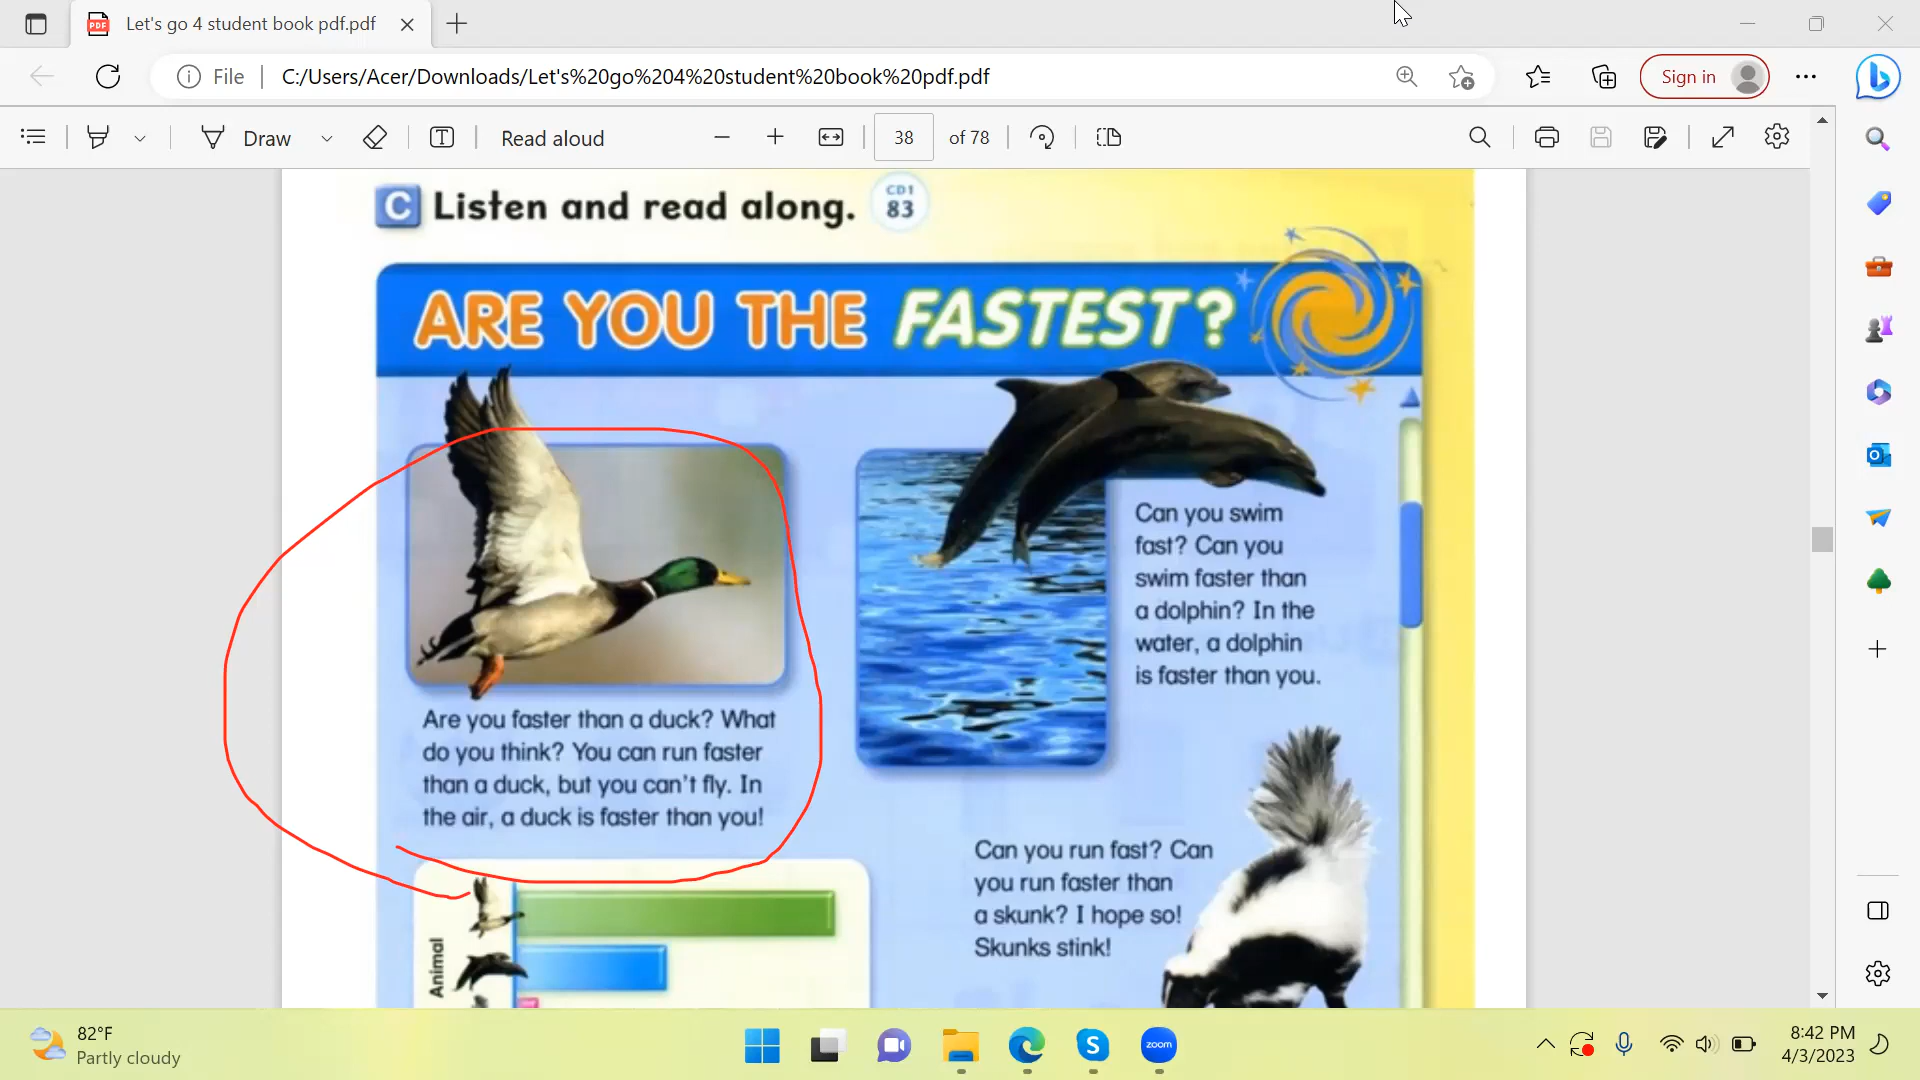 Let's go 4 student book pdf.pdf
File
C:/Users/Acer/Downloads/Let's%20go%204%20student%20book%20pdf.pdf
Sign in
Draw
Read aloud
38
of 78
C Listen and read along.
CD1
83
ARE YOU THE FASTEST?
Are you faster than a duck? What
do you think? You can run faster
than a duck, but you can't fly. In
the air, a duck is faster than you!
Can you swim
fast? Can you
swim faster than
a dolphin? In the
water, a dolphin
is faster than you.
Can you run fast? Can
you run faster than
a skunk? I hope so!
Skunks stink!
Animal
82°F
Partly cloudy
zoom
8:42 PM
4/3/2023